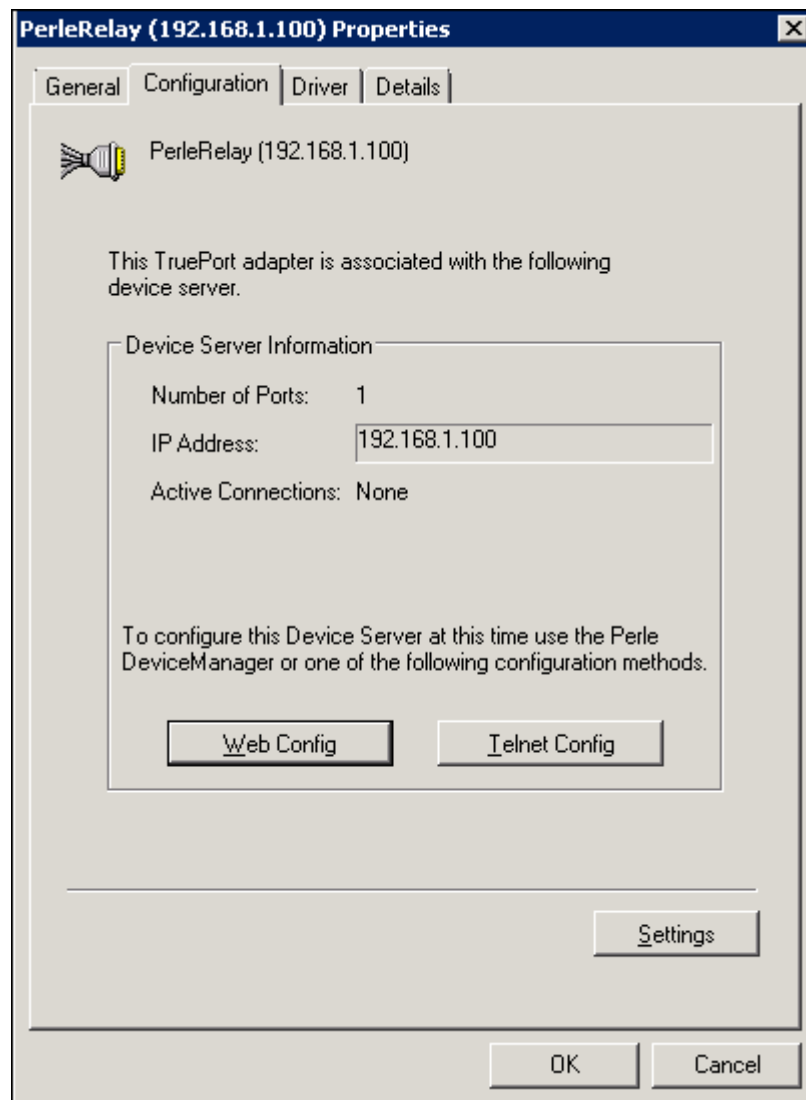 PerleRelay (192.168.1.100) Properties
General Configuration Driver Details
PerleRelay (192.168.1.100)
This TruePort adapter is associated with the following
device server.
Device Server Information
Number of Ports: 1
IP Address: 192.168.1.100
Active Connections: None
To configure this Device Server at this time use the Perle
DeviceManager or one of the following configuration methods.
Web Config Telnet Config
Settings
OK Cancel